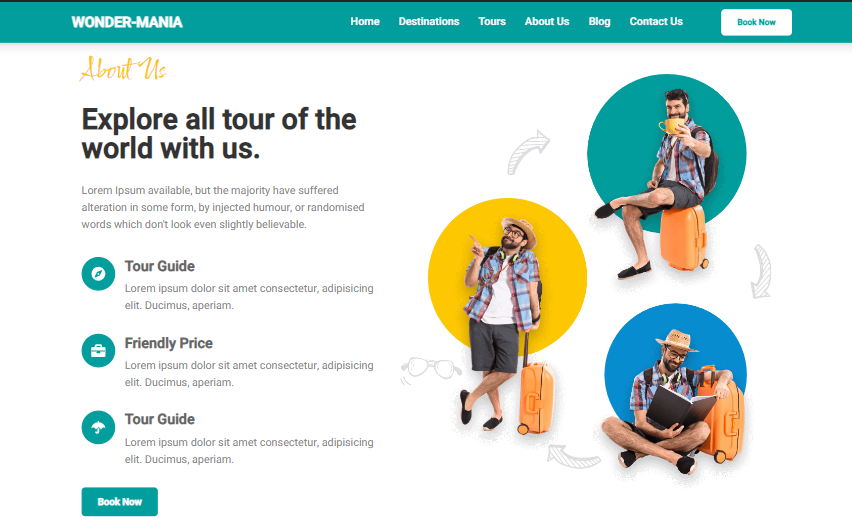 WONDER-MANIA
Home Destinations Tours About Us Blog Contact Us Book Now
About Us
Explore all tour of the
world with us.
Lorem Ipsum available, but the majority have suffered
alteration in some form, by injected humour, or randomised
words which don't look even slightly believable.
Tour Guide
Lorem ipsum dolor sit amet consectetur, adipisicing
elit. Ducimus, aperiam.
Friendly Price
Lorem ipsum dolor sit amet consectetur, adipisicing
elit. Ducimus, aperiam.
Tour Guide
Lorem ipsum dolor sit amet consectetur, adipisicing
elit. Ducimus, aperiam.
Book Now